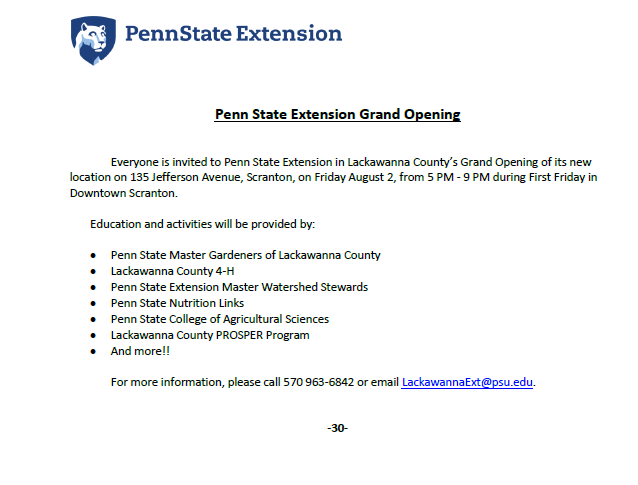 PennState Extension
Penn State Extension Grand Opening
Everyone is invited to Penn State Extension in Lackawanna County's Grand Opening of its new
location on 135 Jefferson Avenue, Scranton, on Friday August 2, from 5 PM - 9 PM during First Friday in
Downtown Scranton.
Education and activities will be provided by:
• Penn State Master Gardeners of Lackawanna County
• Lackawanna County 4-H
• Penn State Extension Master Watershed Stewards
• Penn State Nutrition Links
• Penn State College of Agricultural Sciences
• Lackawanna County PROSPER Program
• And more!!
For more information, please call 570 963-6842 or email LackawannaExt@psu.edu.
-30-